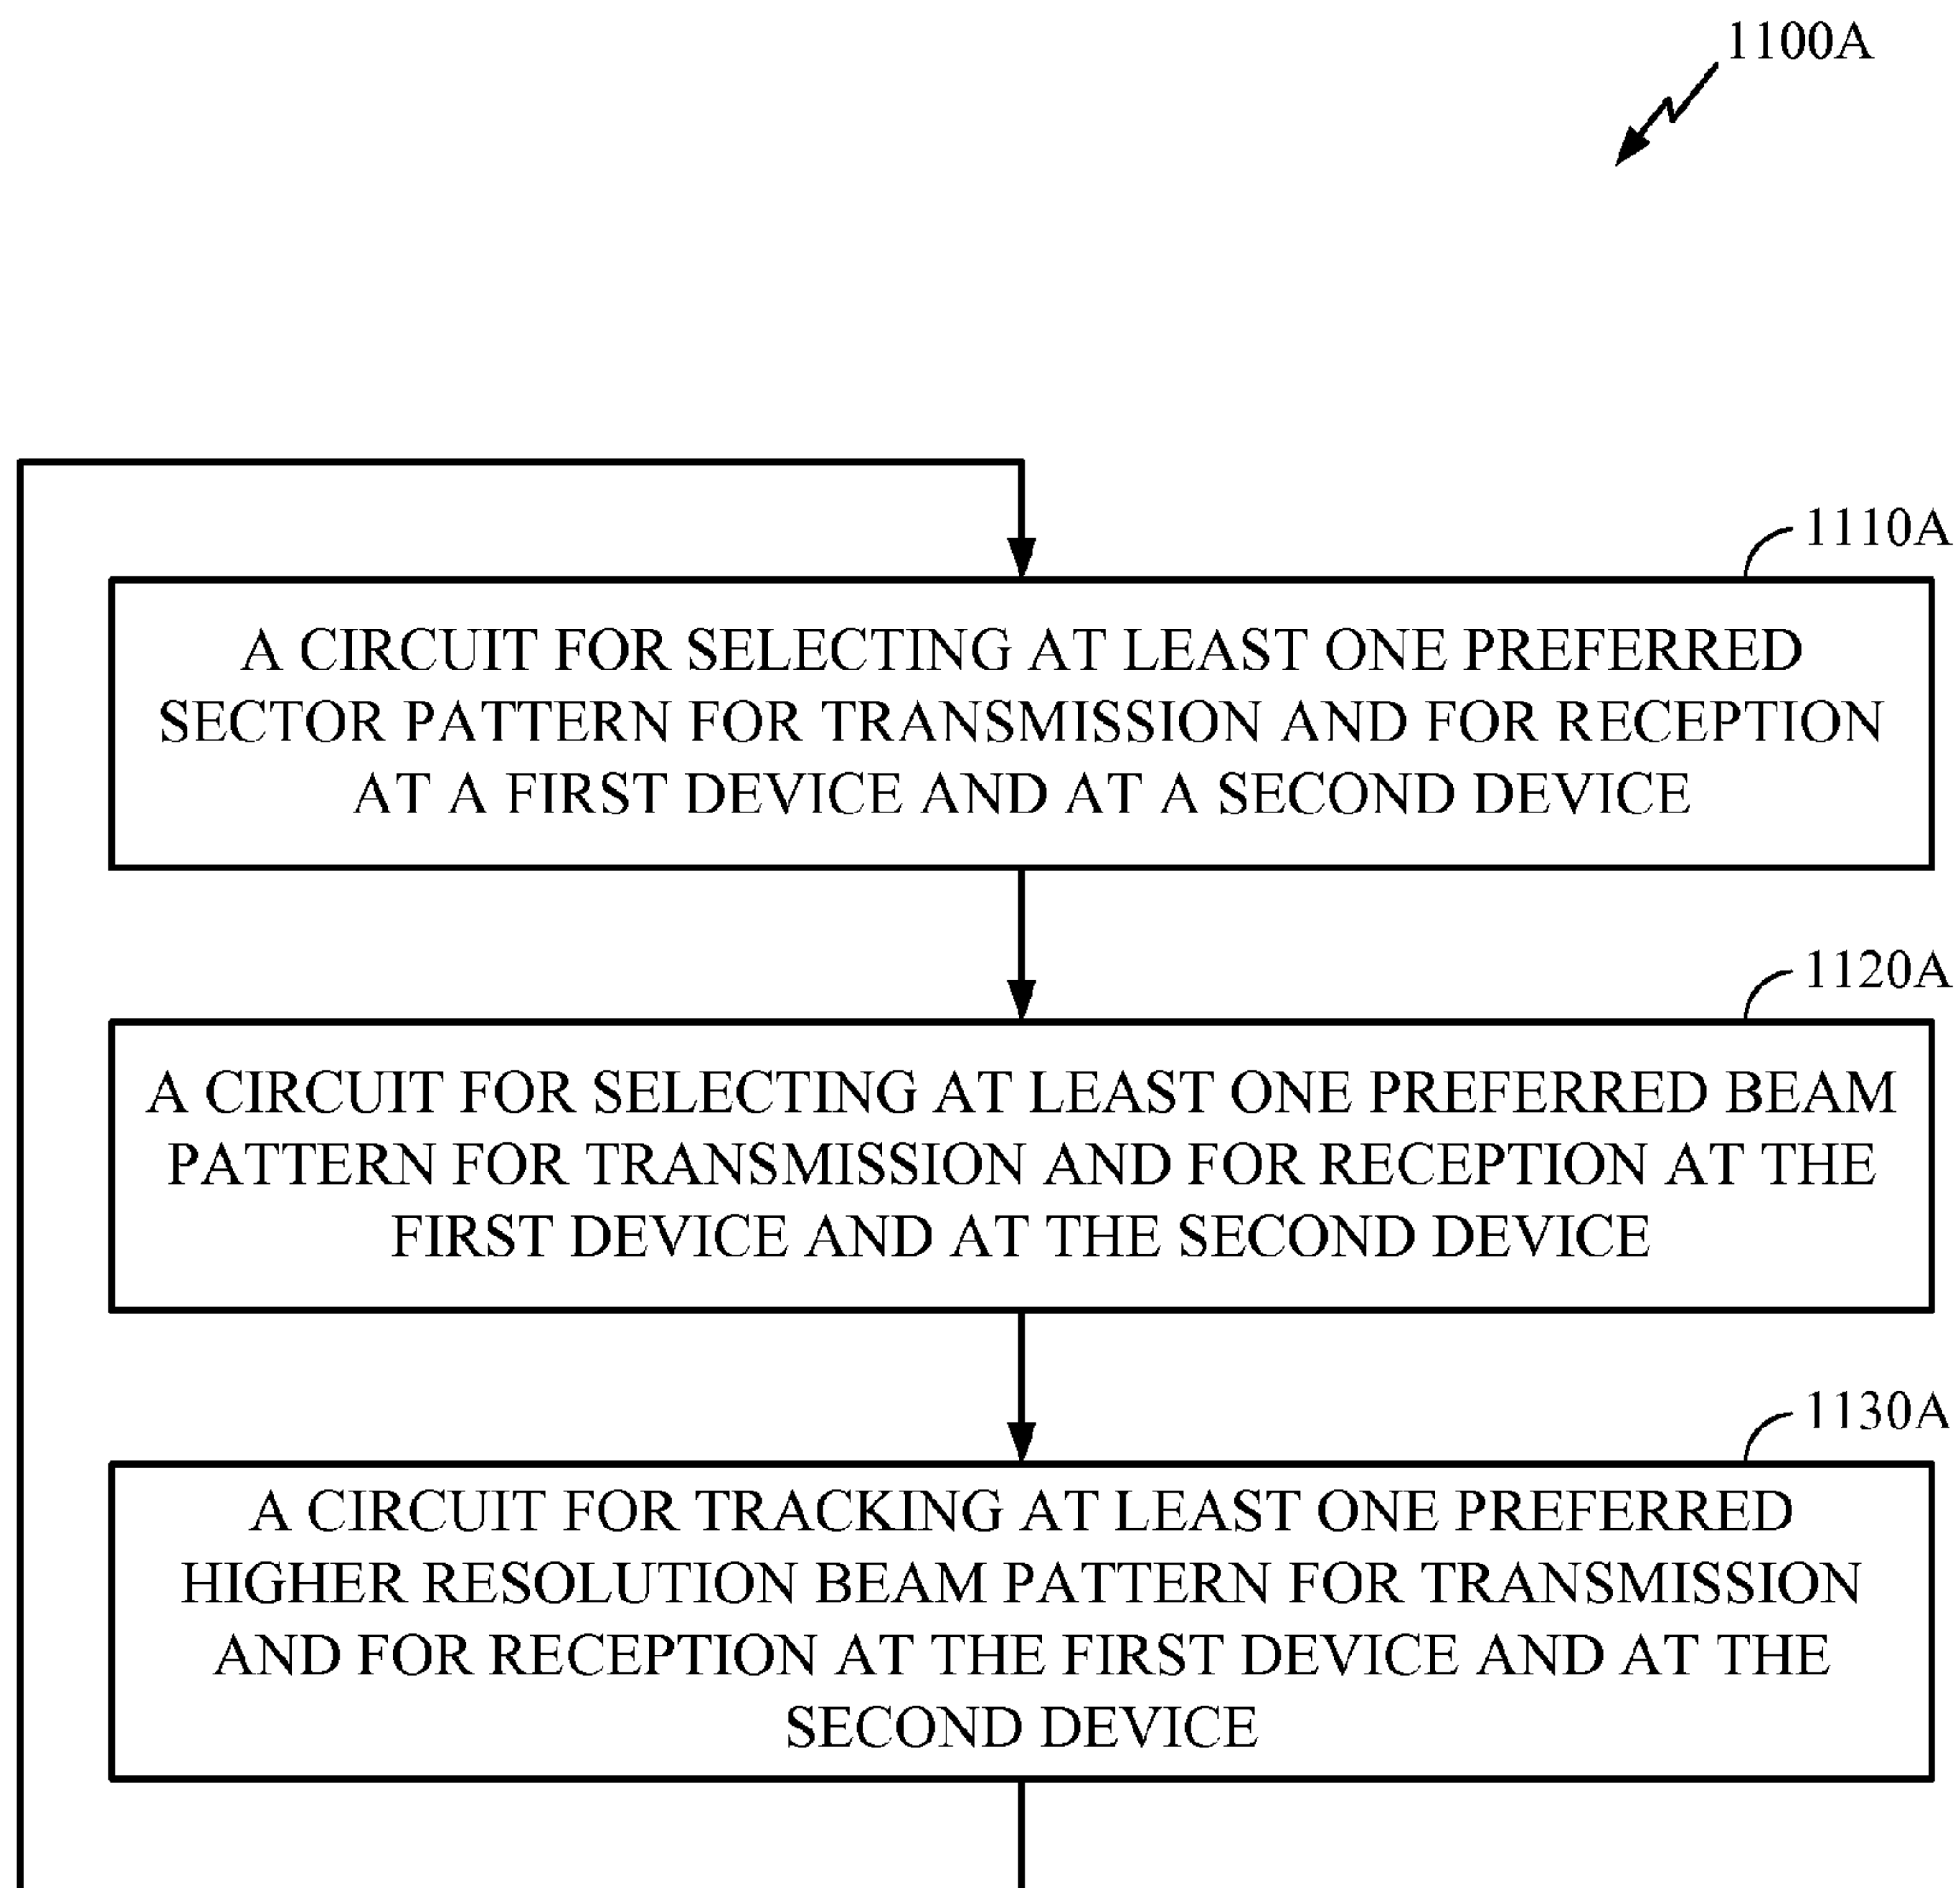 1100A
1110A
A CIRCUIT FOR SELECTING AT LEAST ONE PREFERRED
SECTOR PATTERN FOR TRANSMISSION AND FOR RECEPTION
AT A FIRST DEVICE AND AT A SECOND DEVICE
1120A
A CIRCUIT FOR SELECTING AT LEAST ONE PREFERRED BEAM
PATTERN FOR TRANSMISSION AND FOR RECEPTION AT THE
FIRST DEVICE AND AT THE SECOND DEVICE
1130A
A CIRCUIT FOR TRACKING AT LEAST ONE PREFERRED
HIGHER RESOLUTION BEAM PATTERN FOR TRANSMISSION
AND FOR RECEPTION AT THE FIRST DEVICE AND AT THE
SECOND DEVICE